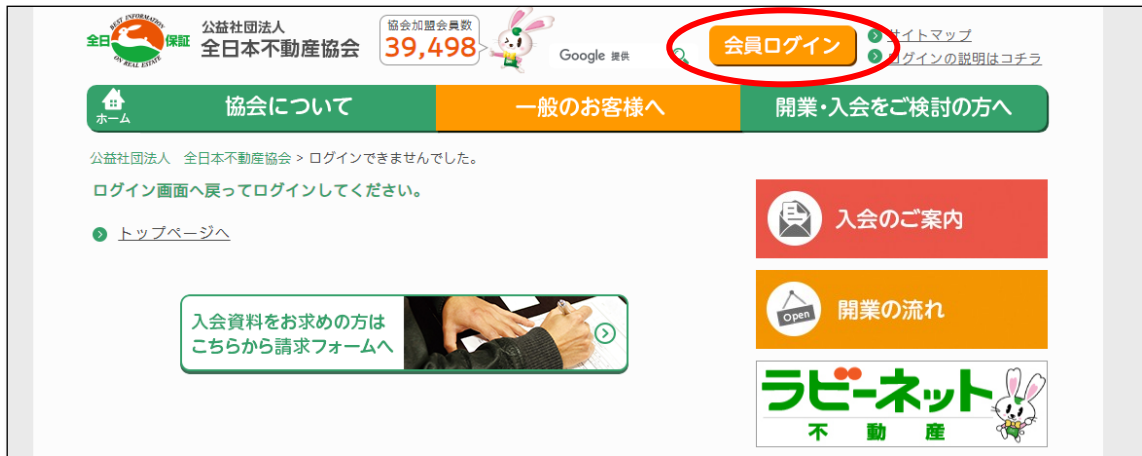 BEST INFORMATION
全日
保証
ON REAL ESTATE
公益社団法人
全日本不動産協会
協会加盟会員数
39,498
Google 提供
会員ログイン
サイトマップ
ログインの説明はコチラ
ホーム
協会について
一般のお客様へ
開業・入会をご検討の方へ
公益社団法人　全日本不動産協会 > ログインできませんでした。
ログイン画面へ戻ってログインしてください。
トップページへ
入会資料をお求めの方は
こちらから請求フォームへ
入会のご案内
Open
開業の流れ
ラビーネット
不動産